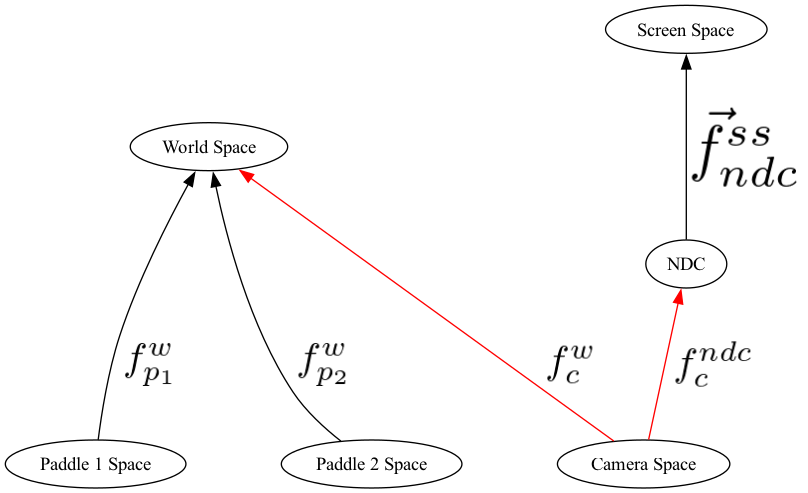 Screen Space
World Space
$\vec{f}_{ndc}^{ss}$
NDC
$f_{p_1}^{w}$
$f_{p_2}^{w}$
$f_{c}^{w}$
$f_{c}^{ndc}$
Paddle 1 Space
Paddle 2 Space
Camera Space